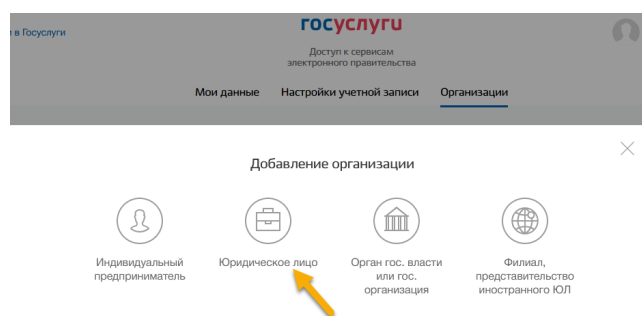 и в Госуслуги
госуслуги
Доступ к сервисам
электронного правительства
Мои данные Настройки учетной записи Организации
Добавление организации
Индивидуальный
предприниматель
Юридическое лицо
Орган гос. власти
или гос.
организация
Филиал,
представительство
иностранного ЮЛ